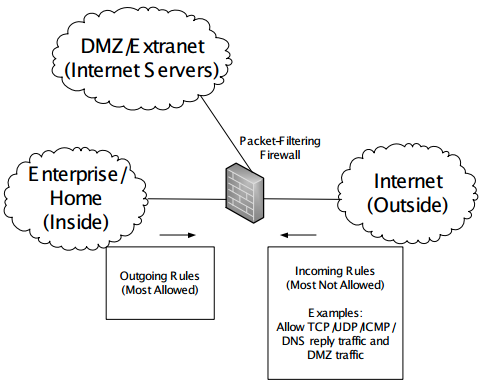 DMZ/Extranet
(Internet Servers)
Packet-Filtering
Firewall
Enterprise/
Home
(Inside)
Internet
(Outside)
Outgoing Rules
(Most Allowed)
Incoming Rules
(Most Not Allowed)
Examples:
Allow TCP/UDP/ICMP/
DNS reply traffic and
DMZ traffic